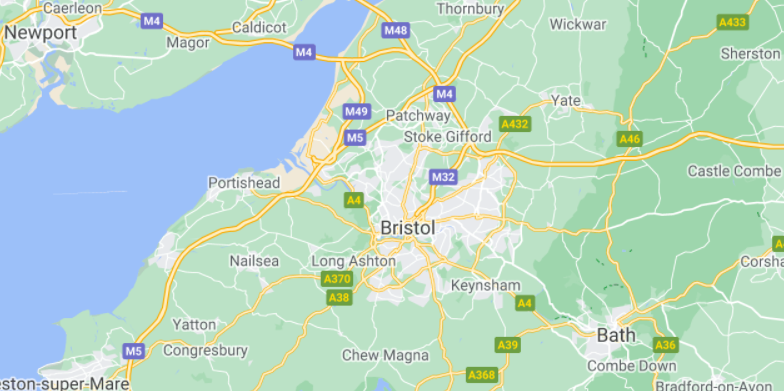 Caerleon
Thornbury
A433
M4
Caldicot
M48
Wickwar
Newport
Magor
M4
Sherston
M4
Yate
M49
Patchway
A432
M5
Stoke Gifford
A46
Castle Combe
Portishead
M32
A4
Bristol
A
Nailsea
Long Ashton
Corsha
A370
Keynsham
A38
A4
Yatton
Bath
M5
Congresbury
A39
A36
Chew Magna
Combe Down
A368
eston-super-Mare
Bradford-on-Avon